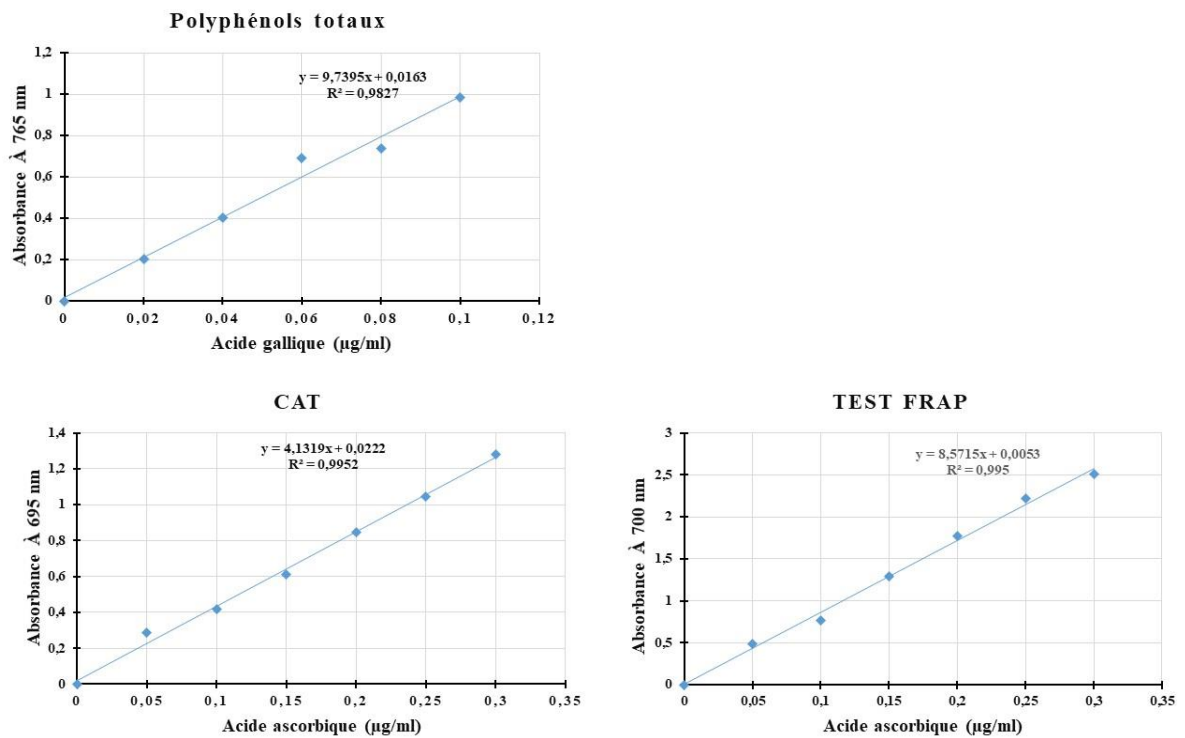 Polyphénols totaux
1,2
1
0,8
0,6
0,4
0,2
0
y = 9,7395x + 0,0163
R² = 0,9827
Absorbance À 765 nm
0 0,02 0,04 0,06 0,08 0,1 0,12
Acide gallique (µg/ml)
CAT
1,4
1,2
1
0,8
0,6
0,4
0,2
0
y = 4,1319x + 0,0222
R² = 0,9952
Absorbance À 695 nm
0 0,05 0,1 0,15 0,2 0,25 0,3 0,35
Acide ascorbique (µg/ml)
TEST FRAP
3
2,5
2
1,5
1
0,5
0
y = 8,5715x + 0,0053
R² = 0,995
Absorbance À 700 nm
0 0,05 0,1 0,15 0,2 0,25 0,3 0,35
Acide ascorbique (µg/ml)